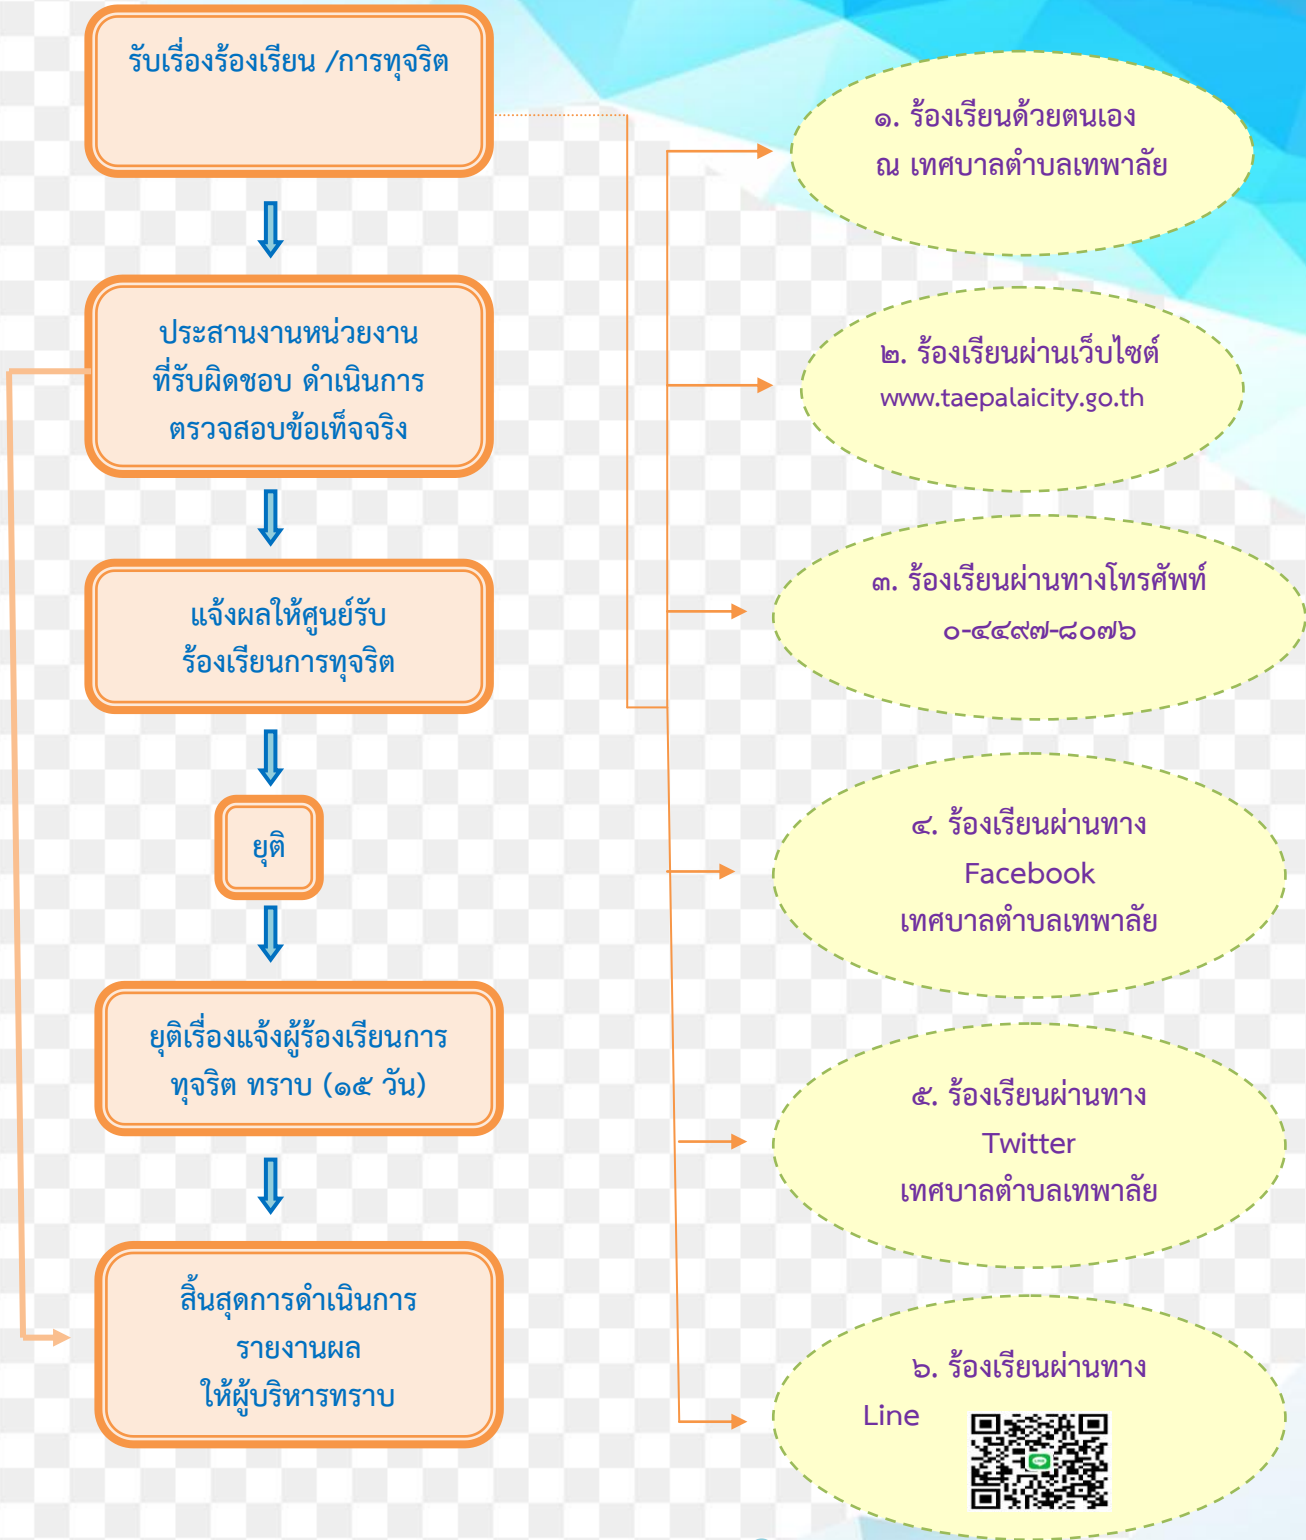 รับเรื่องร้องเรียน /การทุจริต
ประสานงานหน่วยงาน
ที่รับผิดชอบ ดำเนินการ
ตรวจสอบข้อเท็จจริง
แจ้งผลให้ศูนย์รับ
ร้องเรียนการทุจริต
ยุติ
ยุติเรื่องแจ้งผู้ร้องเรียนการ
ทุจริต ทราบ (๑๕ วัน)
สิ้นสุดการดำเนินการ
รายงานผล
ให้ผู้บริหารทราบ
๑. ร้องเรียนด้วยตนเอง
ณ เทศบาลตำบลเทพาลัย
๒. ร้องเรียนผ่านเว็บไซต์
www.taepalaicity.go.th
๓. ร้องเรียนผ่านทางโทรศัพท์
๐-๔๔๙๗-๘๐๗๖
๔. ร้องเรียนผ่านทาง
Facebook
เทศบาลตำบลเทพาลัย
๕. ร้องเรียนผ่านทาง
Twitter
เทศบาลตำบลเทพาลัย
๖. ร้องเรียนผ่านทาง
Line